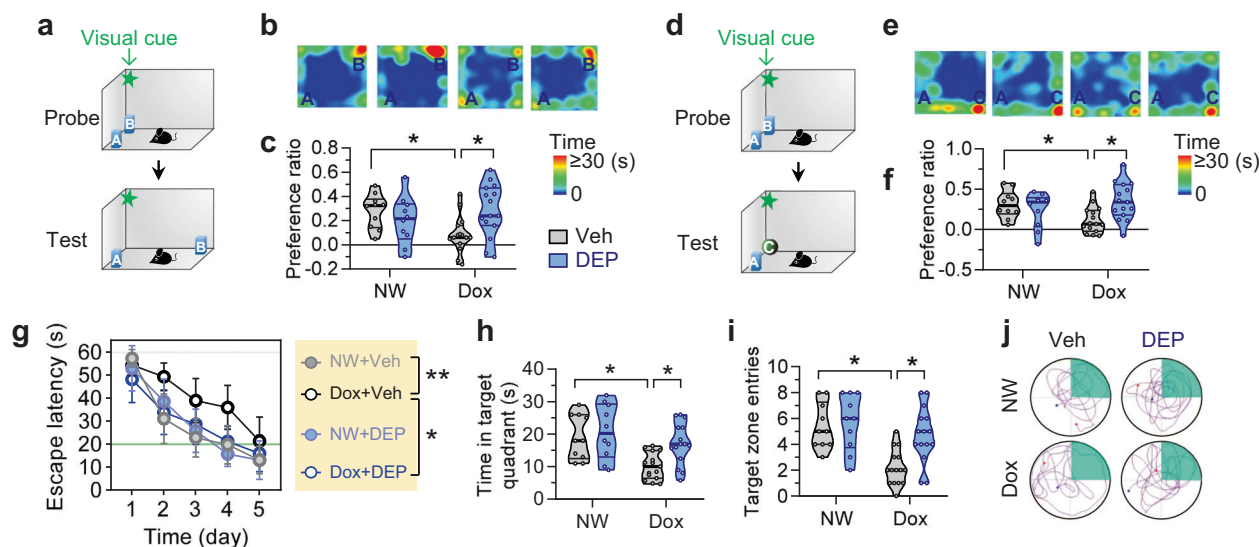 a
Visual cue
Probe
A
B
Test
A
B
b
B
A
B
A
B
A
B
A
c
Preference ratio
0.8
0.6
0.4
0.2
0.0
-0.2
*
*
NW
Dox
Time
≥30 (s)
0
Veh
DEP
d
Visual cue
Probe
A
B
Test
A
C
e
A
C
A
C
A
C
A
C
f
Preference ratio
1.0
0.5
0.0
-0.5
*
*
NW
Dox
Time
≥30 (s)
0
g
Escape latency (s)
60
50
40
30
20
10
0
1 2 3 4 5
Time (day)
NW+Veh
Dox+Veh
NW+DEP
Dox+DEP
**
*
h
Time in target
quadrant (s)
40
30
20
10
0
*
*
NW
Dox
i
Target zone entries
10
8
6
4
2
0
*
*
NW
Dox
j
Veh
DEP
NW
Dox